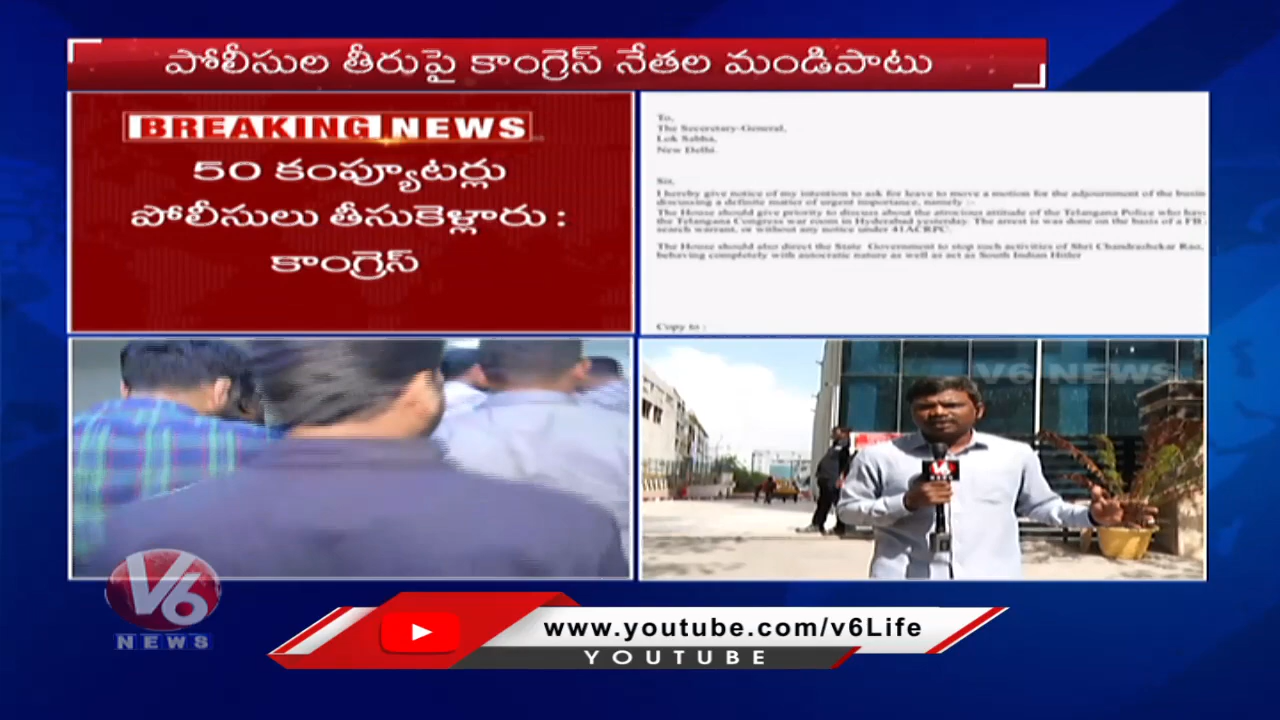 పోలీసుల తీరుపై కాంగ్రెస్ నేతల మండిపాటు
BREAKING NEWS
50 కంప్యూటర్లు
పోలీసులు తీసుకెళ్లారు :
కాంగ్రెస్
To,
The Seceretary-General,
Lok Sabha,
New Delhi.
Sir,
I hereby give notice of my intention to ask for leave to move a motion for the adjournment of the busin
discussing a definite matter of urgent importance, namely :-
The House should give priority to discuss about the atrocious attitude of the Telangana Police who have
the Telangana Congress war room in Hyderabad yesterday. The arrest is was done on the basis of a FB
search warrant, or without any notice under 41ACRPC.
The House should also direct the State Government to stop such activities of Shri Chandrashekar Rao,
behaving completely with autocratic nature as well as act as South Indian Hitler
Copy to :
V6 NEWS
V6
NEWS
V6
NEWS
www.youtube.com/v6Life
YOUTUBE